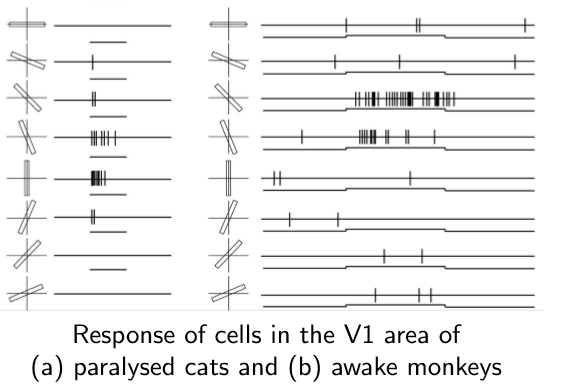 Response of cells in the V1 area of
(a) paralysed cats and (b) awake monkeys